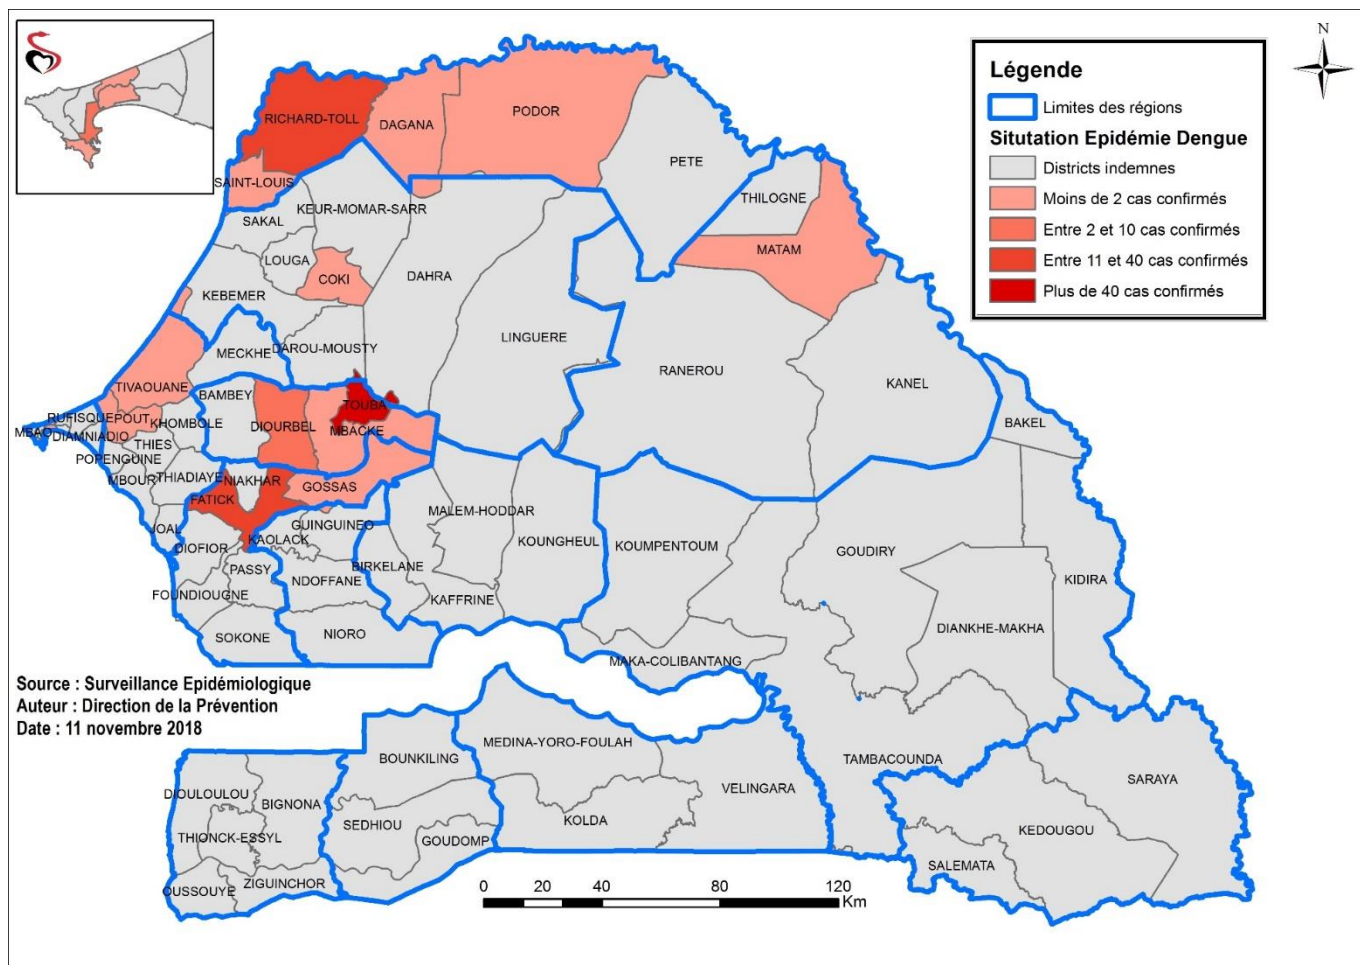 N
Légende
Limites des régions
Situtation Epidémie Dengue
Districts indemnes
Moins de 2 cas confirmés
Entre 2 et 10 cas confirmés
Entre 11 et 40 cas confirmés
Plus de 40 cas confirmés
RICHARD-TOLL
DAGANA
PODOR
PETE
SAINT-LOUIS
THILOGNE
KEUR-MOMAR-SARR
SAKAL
MATAM
LOUGA
COKI
DAHRA
KEBEMER
LINGUERE
MECKHE
DAROU-MOUSTY
RANEROU
KANEL
TIVAOUANE
BAMBEY
TOUBA
RUFISQUE
POUT
KHOMBOLE
DIOURBEL
MBACKE
MBAO
DIAMNIADIO
THIES
BAKEL
POPENGUINE
MBOUR
THIADIAYE
NIAKHAR
GOSSAS
FATICK
MALEM-HODDAR
JOAL
GUINGUINEO
KAOLACK
KOUNGHEUL
KOUMPENTOUM
GOUDIRY
DIOFIOR
PASSY
BIRKELANE
NDOFFANE
KIDIRA
FOUNDIOUGNE
KAFFRINE
DIANKHE-MAKHA
SOKONE
NIORO
MAKA-COLIBANTANG
Source : Surveillance Epidémiologique
Auteur : Direction de la Prévention
Date : 11 novembre 2018
MEDINA-YORO-FOULAH
BOUNKILING
TAMBACOUNDA
SARAYA
VELINGARA
DIOULOULOU
BIGNONA
SEDHIOU
KOLDA
KEDOUGOU
THIONCK-ESSYL
GOUDOMP
SALEMATA
OUSSOUYE
ZIGUINCHOR
0 20 40 80 120
Km